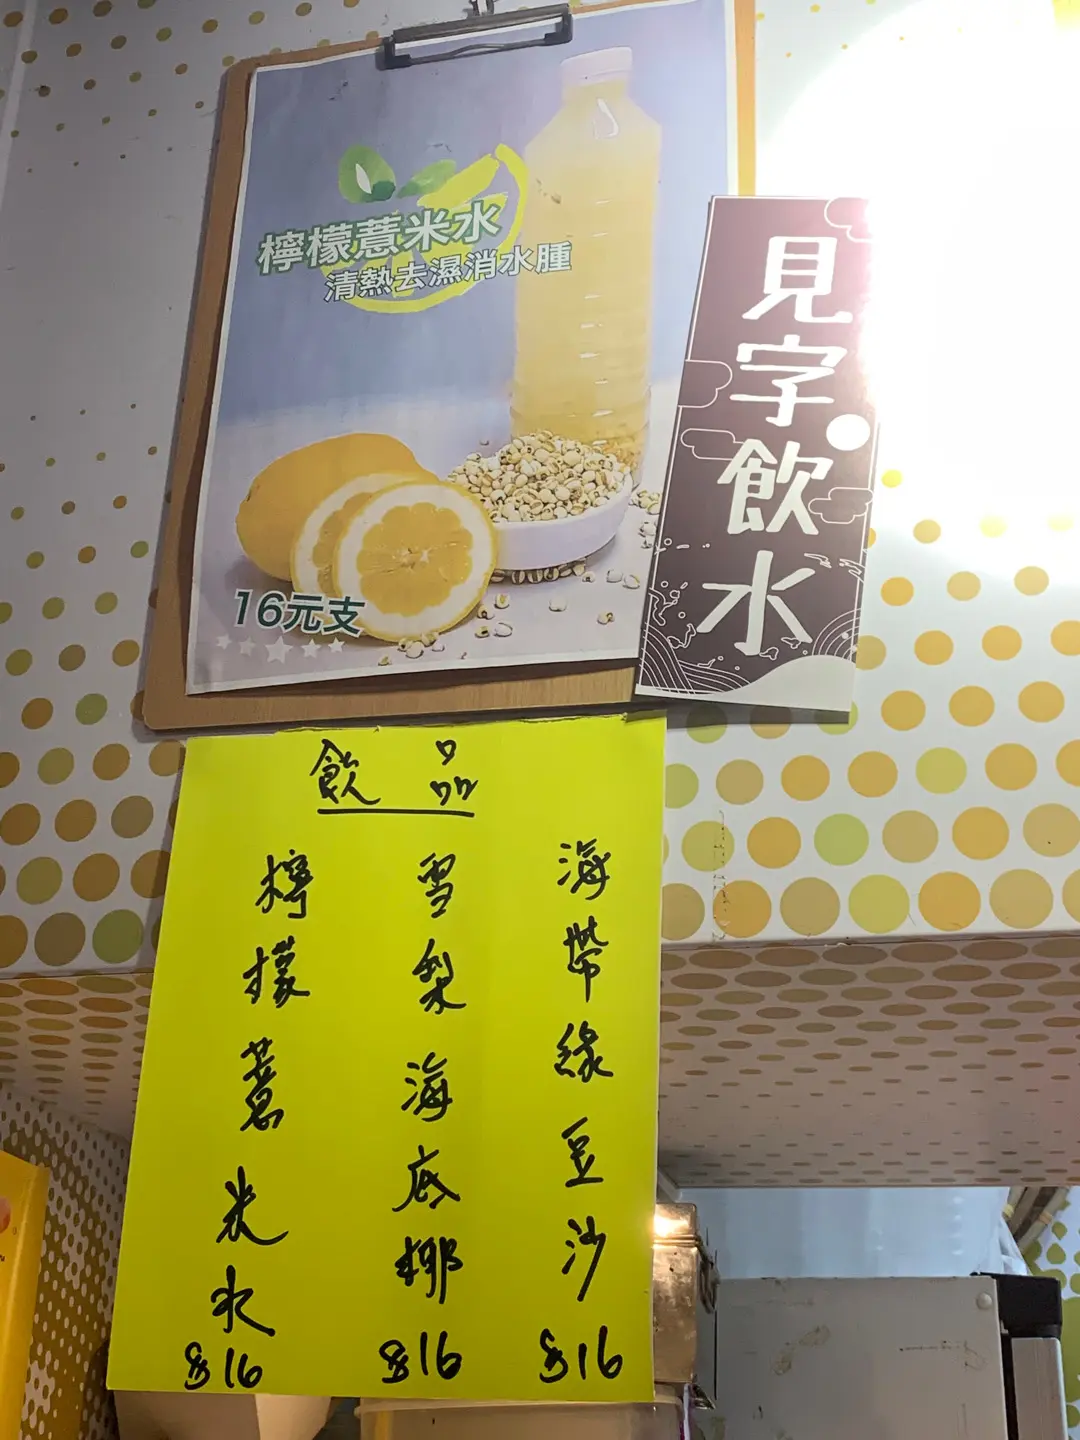 檸檬薏米水
清熱去濕消水腫
16元支
見字飲水
飲品
海帶綠豆沙
$16
雪梨海底椰
$16
檸檬薏米水
$16